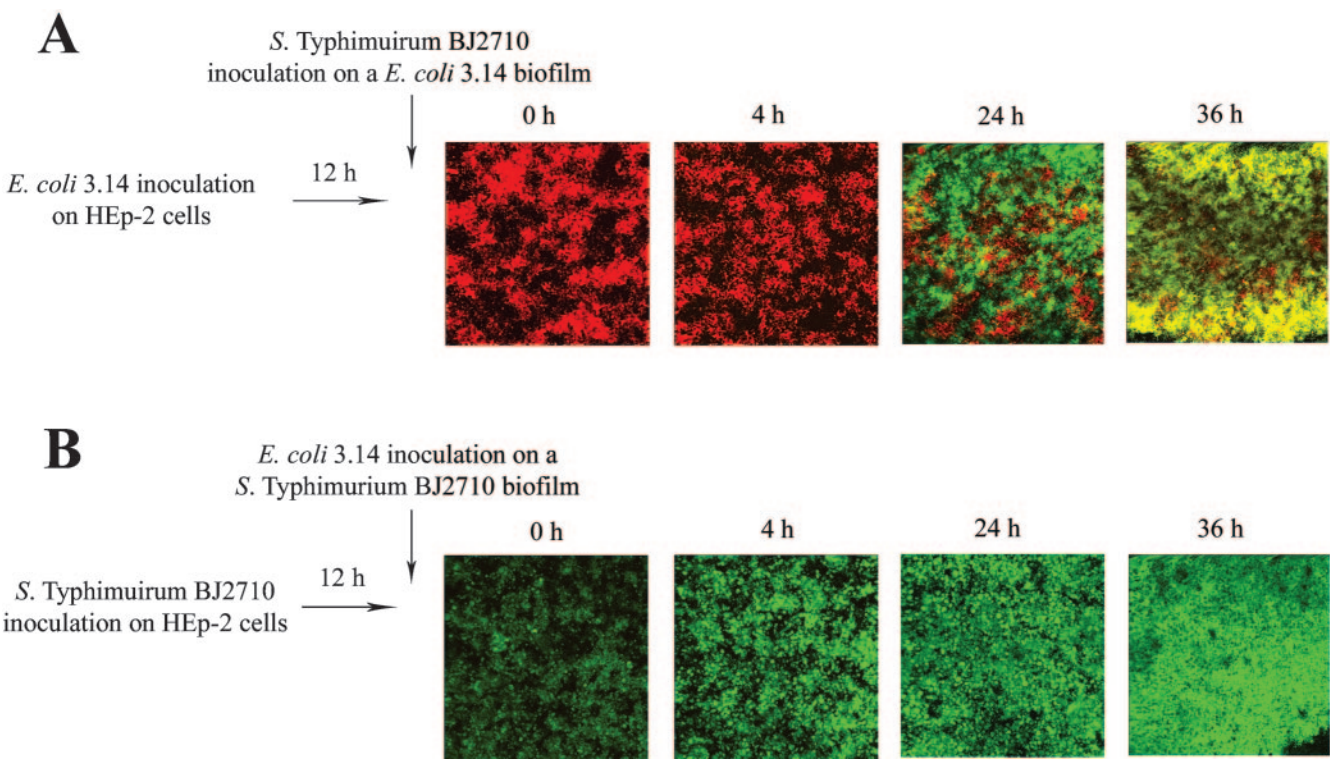 A
S. Typhimuirum BJ2710
inoculation on a E. coli 3.14 biofilm
0 h
4 h
24 h
36 h
E. coli 3.14 inoculation
on HEp-2 cells
12 h
B
E. coli 3.14 inoculation on a
S. Typhimurium BJ2710 biofilm
0 h
4 h
24 h
36 h
S. Typhimuirum BJ2710
inoculation on HEp-2 cells
12 h